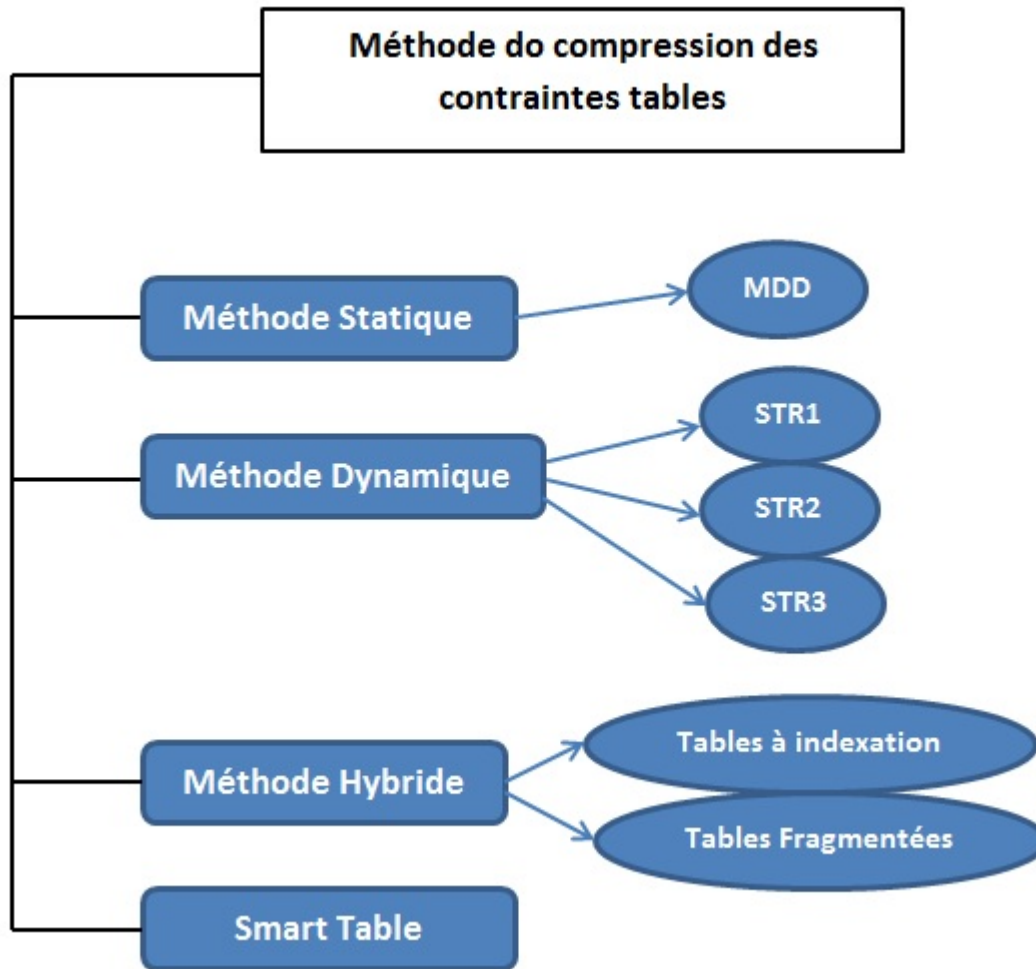 Méthode do compression des
contraintes tables
Méthode Statique
MDD
Méthode Dynamique
STR1
STR2
STR3
Méthode Hybride
Tables à indexation
Tables Fragmentées
Smart Table